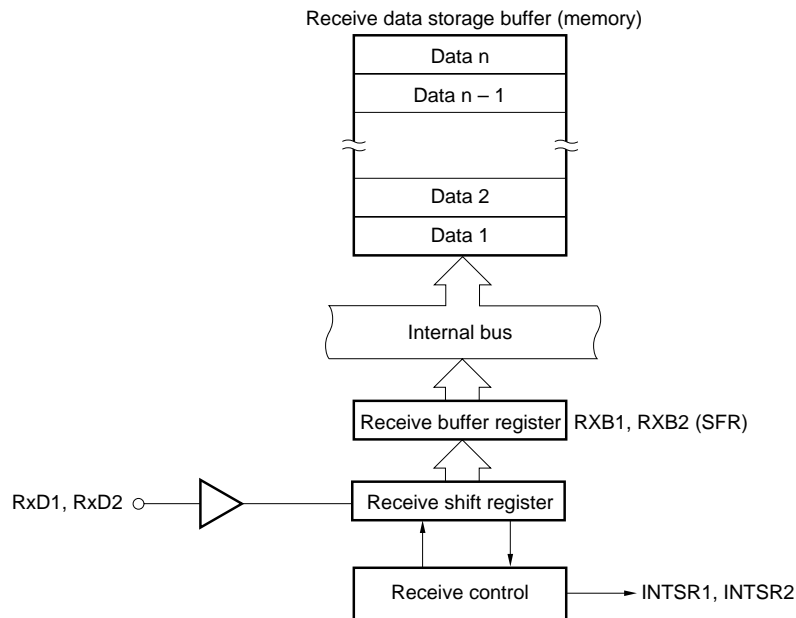 Receive data storage buffer (memory)
Data n
Data n – 1
Data 2
Data 1
Internal bus
Receive buffer register
RXB1, RXB2 (SFR)
RxD1, RxD2
Receive shift register
Receive control
INTSR1, INTSR2